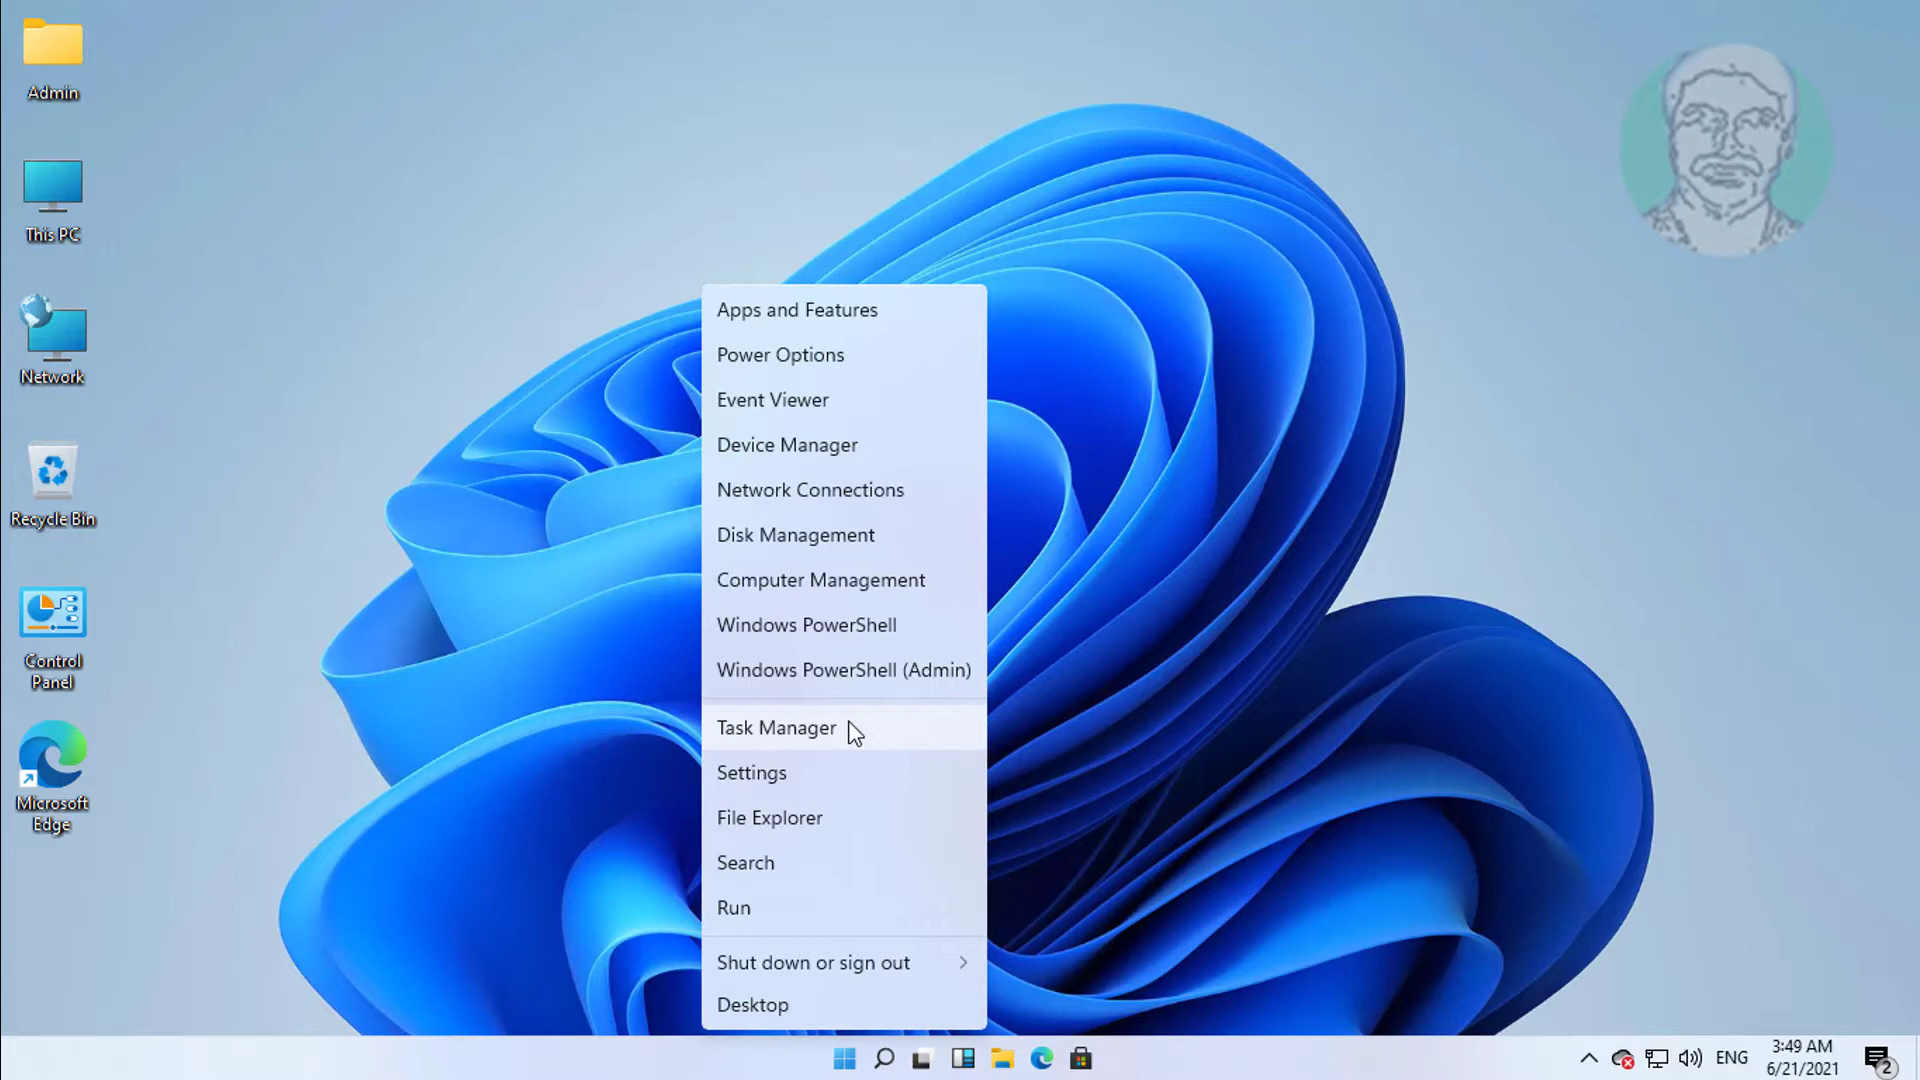 Admin
This PC
Network
Recycle Bin
Control
Panel
Microsoft
Edge
Apps and Features
Power Options
Event Viewer
Device Manager
Network Connections
Disk Management
Computer Management
Windows PowerShell
Windows PowerShell (Admin)
Task Manager
Settings
File Explorer
Search
Run
Shut down or sign out
Desktop
ENG
3:49 AM
6/21/2021
2